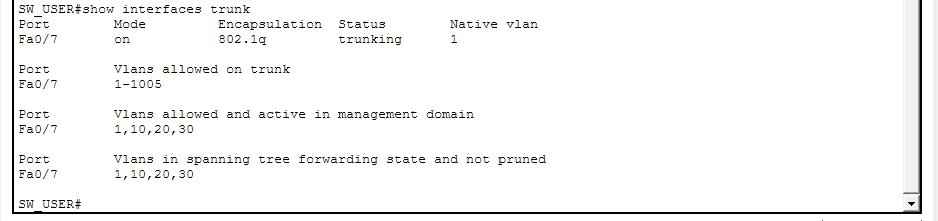 SW_USER#show interfaces trunk
Port        Mode         Encapsulation  Status        Native vlan
Fa0/7       on           802.1q         trunking      1
Port        Vlans allowed on trunk
Fa0/7       1-1005
Port        Vlans allowed and active in management domain
Fa0/7       1,10,20,30
Port        Vlans in spanning tree forwarding state and not pruned
Fa0/7       1,10,20,30
SW_USER#